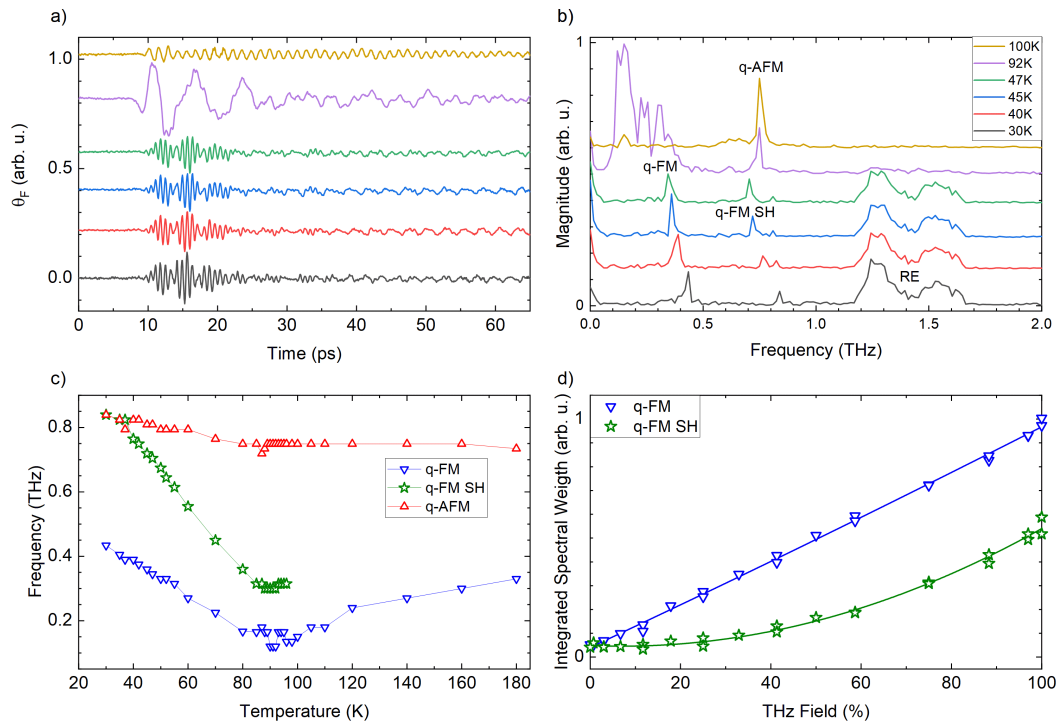 a)
θF (arb. u.)
1.0
0.5
0.0
0
10
20
30
40
50
60
Time (ps)
b)
Magnitude (arb. u.)
1
0
q-AFM
q-FM
q-FM SH
RE
100K
92K
47K
45K
40K
30K
0.0
0.5
1.0
1.5
2.0
Frequency (THz)
c)
Frequency (THz)
0.8
0.6
0.4
0.2
q-FM
q-FM SH
q-AFM
20
40
60
80
100
120
140
160
180
Temperature (K)
d)
Integrated Spectral Weigth (arb. u.)
1
0
q-FM
q-FM SH
0
20
40
60
80
100
THz Field (%)